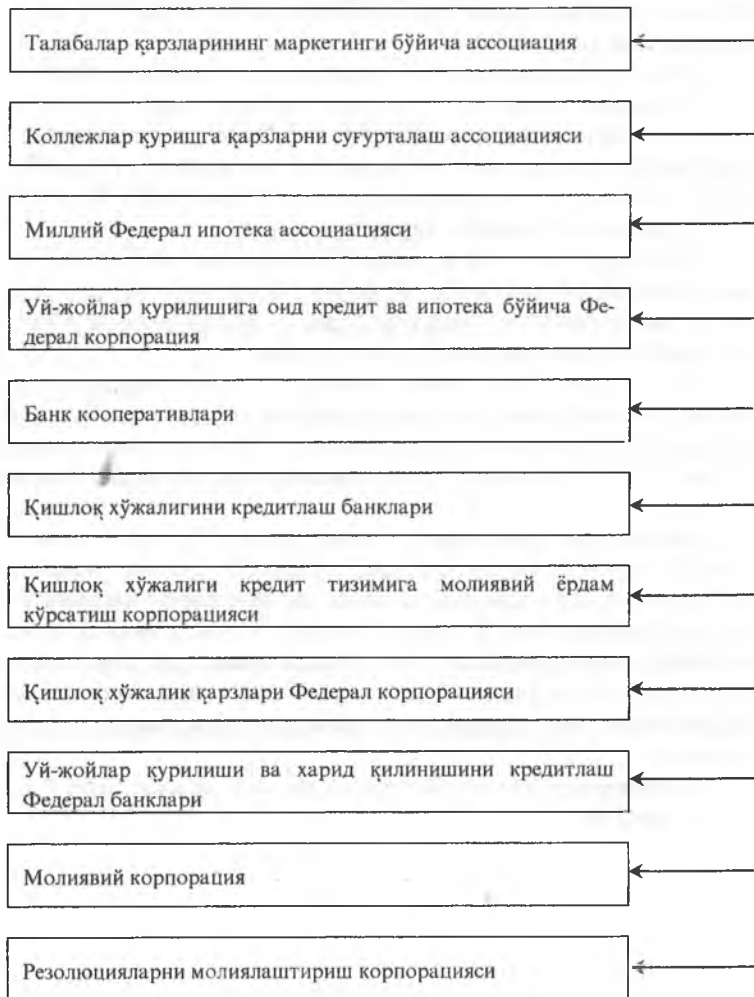 Талабалар қарзларининг маркетинги бўйича ассоциация
Коллежлар қуришга қарзларни суғурталаш ассоциацияси
Миллий Федерал ипотека ассоциацияси
Уй-жойлар қурилишига оид кредит ва ипотека бўйича Фе-
дерал корпорация
Банк кооперативлари
Қишлоқ хўжалигини кредитлаш банклари
Қишлоқ хўжалиги кредит тизимига молиявий ёрдам
кўрсатиш корпорацияси
Қишлоқ хўжалик қарзлари Федерал корпорацияси
Уй-жойлар қурилиши ва харид қилинишини кредитлаш
Федерал банклари
Молиявий корпорация
Резолюцияларни молиялаштириш корпорацияси